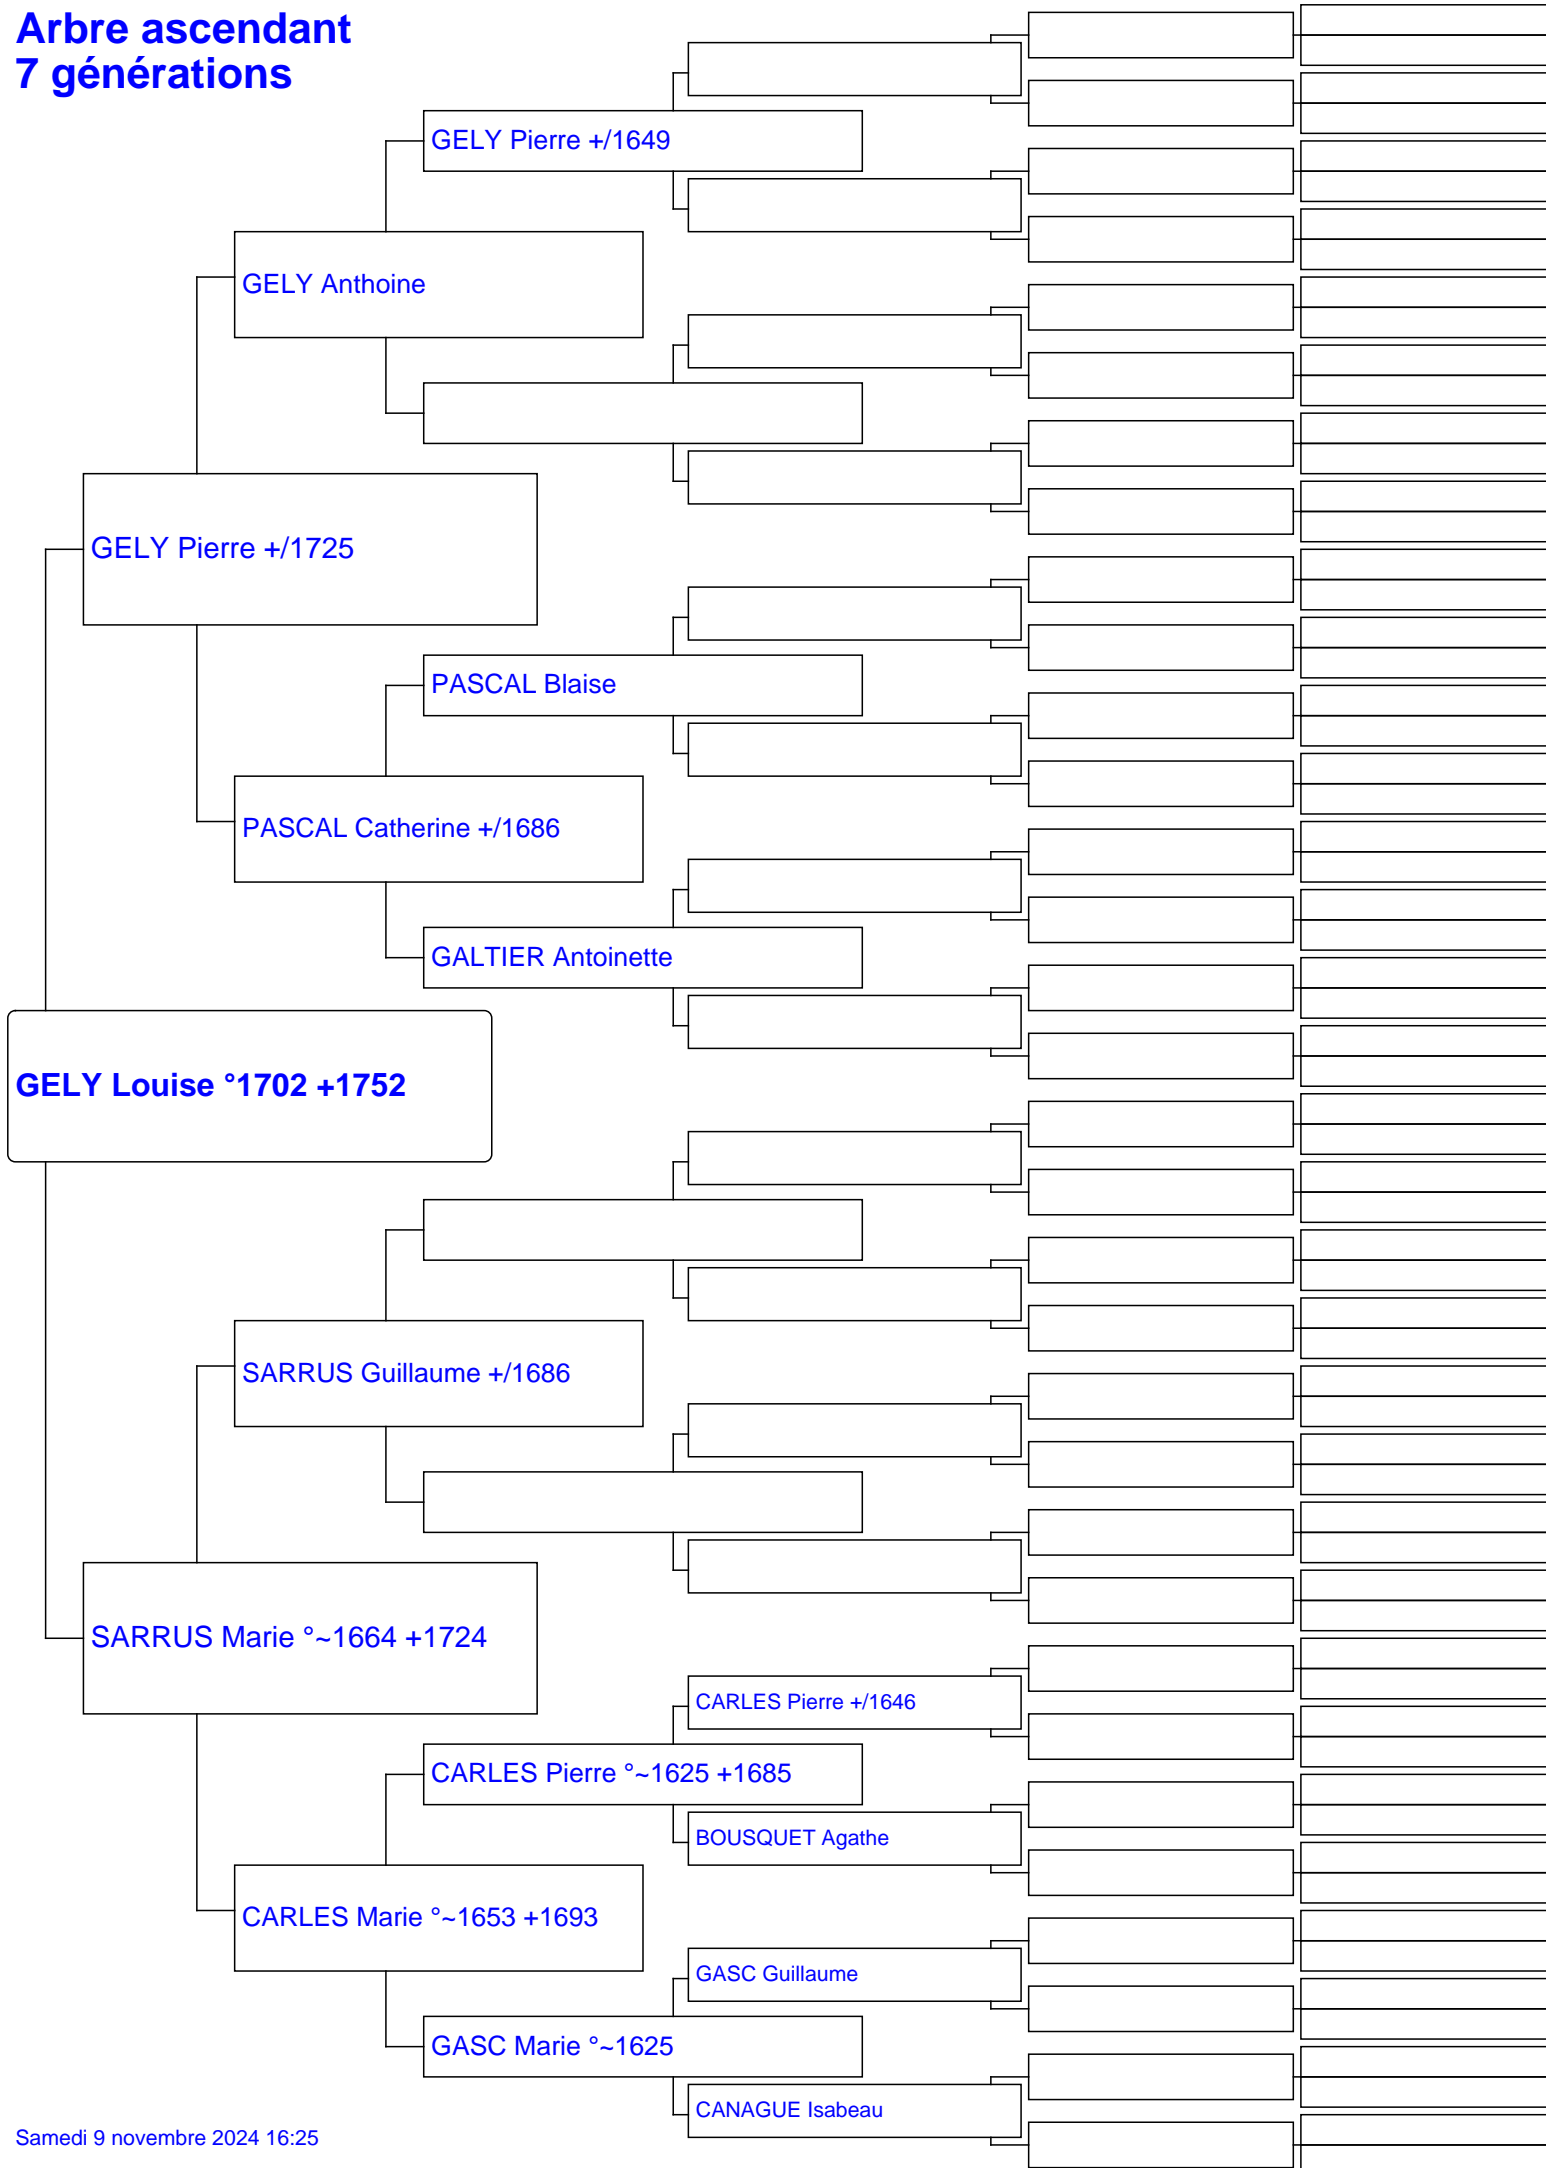 Arbre ascendant
7 générations
GELY Pierre +/1649
GELY Anthoine
GELY Pierre +/1725
PASCAL Blaise
PASCAL Catherine +/1686
GALTIER Antoinette
GELY Louise °1702 +1752
SARRUS Guillaume +/1686
SARRUS Marie °~1664 +1724
CARLES Pierre +/1646
CARLES Pierre °~1625 +1685
BOUSQUET Agathe
CARLES Marie °~1653 +1693
GASC Guillaume
GASC Marie °~1625
CANAGUE Isabeau
Samedi 9 novembre 2024 16:25